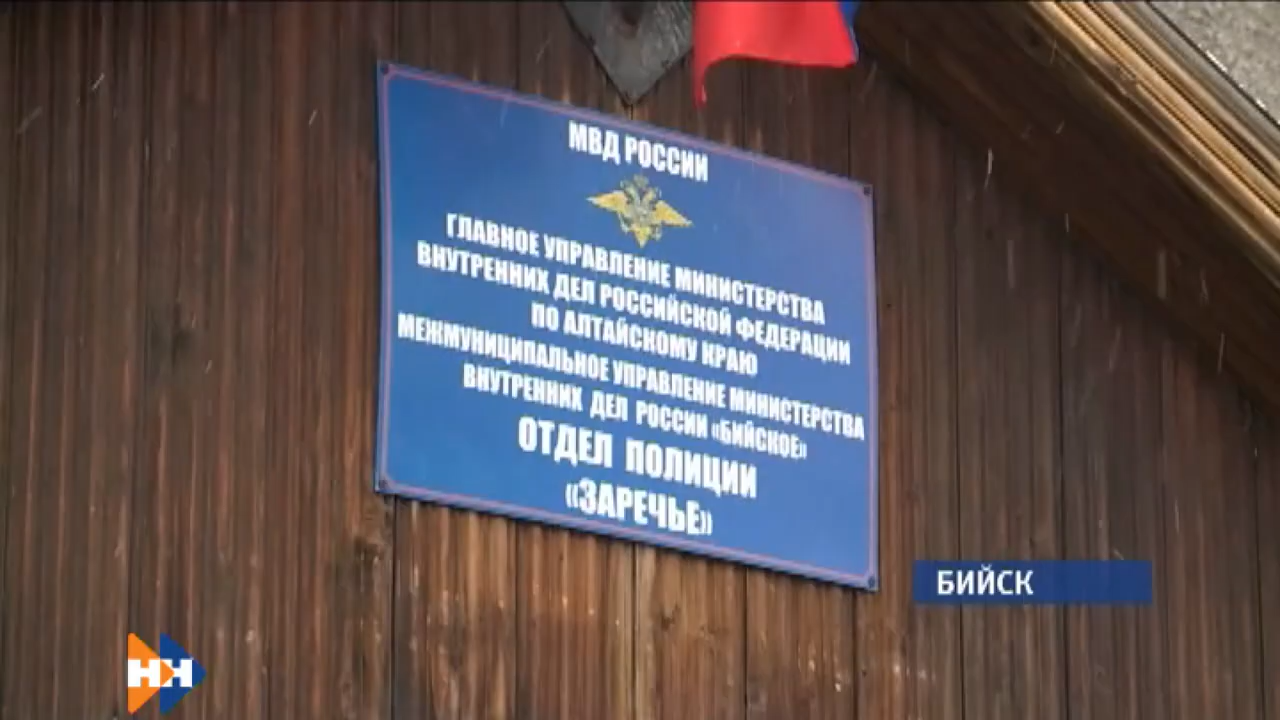 МВД РОССИИ
ГЛАВНОЕ УПРАВЛЕНИЕ МИНИСТЕРСТВА
ВНУТРЕННИХ ДЕЛ РОССИЙСКОЙ ФЕДЕРАЦИИ
ПО АЛТАЙСКОМУ КРАЮ
МЕЖМУНИЦИПАЛЬНОЕ УПРАВЛЕНИЕ МИНИСТЕРСТВА
ВНУТРЕННИХ ДЕЛ РОССИИ «БИЙСКОЕ»
ОТДЕЛ ПОЛИЦИИ
«ЗАРЕЧЬЕ»
БИЙСК
НН